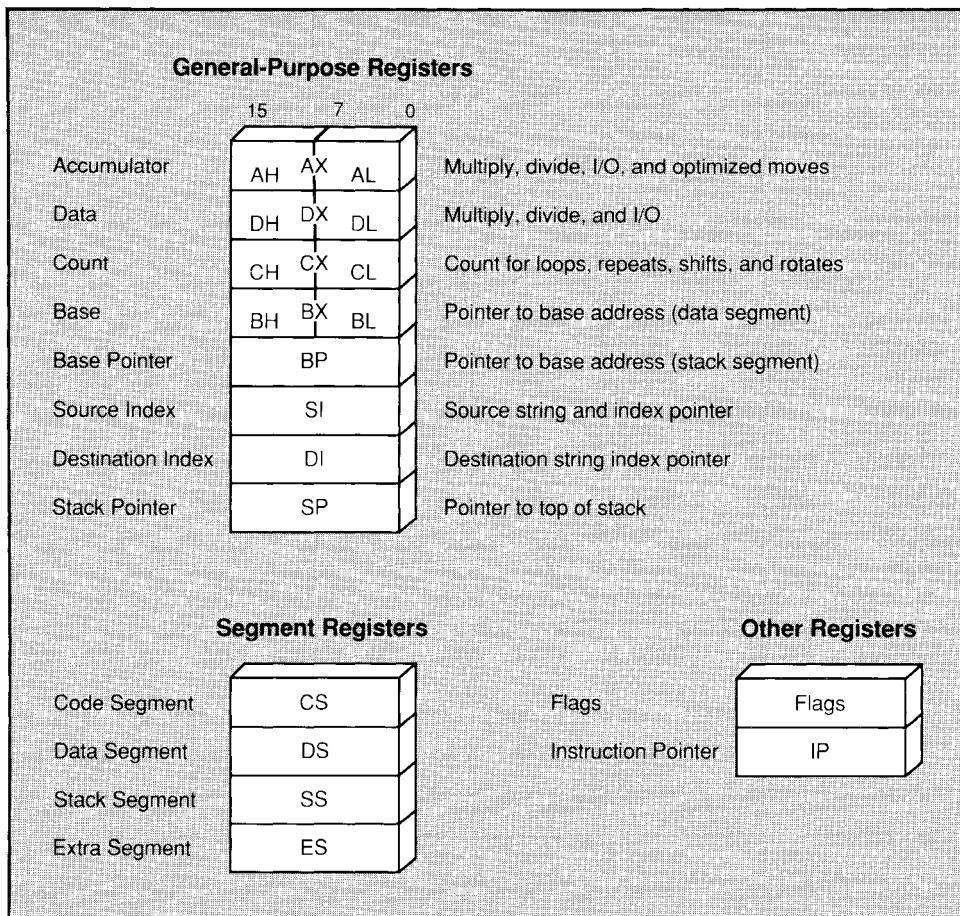 General-Purpose Registers
15 7 0
Accumulator AH AX AL Multiply, divide, I/O, and optimized moves
Data DH DX DL Multiply, divide, and I/O
Count CH CX CL Count for loops, repeats, shifts, and rotates
Base BH BX BL Pointer to base address (data segment)
Base Pointer BP Pointer to base address (stack segment)
Source Index SI Source string and index pointer
Destination Index DI Destination string index pointer
Stack Pointer SP Pointer to top of stack
Segment Registers
Code Segment CS
Data Segment DS
Stack Segment SS
Extra Segment ES
Other Registers
Flags Flags
Instruction Pointer IP